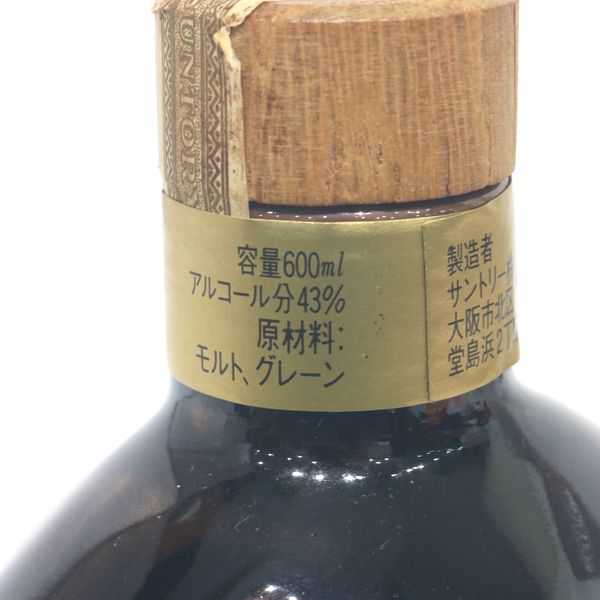 UNTOR
容量600ml
アルコール分43%
原材料:
モルト、グレーン
製造者
サントリー
大阪市北区
堂島浜2丁